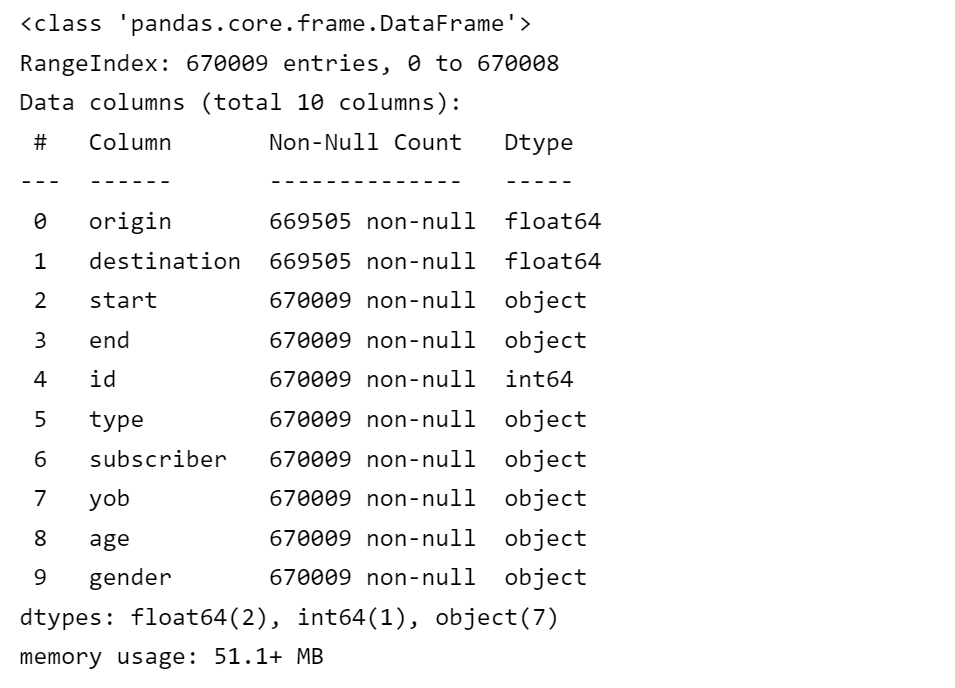 <class 'pandas.core.frame.DataFrame'>
RangeIndex: 670009 entries, 0 to 670008
Data columns (total 10 columns):
 #   Column       Non-Null Count   Dtype
---  ------       --------------   -----
 0   origin       669505 non-null  float64
 1   destination  669505 non-null  float64
 2   start        670009 non-null  object
 3   end          670009 non-null  object
 4   id           670009 non-null  int64
 5   type         670009 non-null  object
 6   subscriber   670009 non-null  object
 7   yob          670009 non-null  object
 8   age          670009 non-null  object
 9   gender       670009 non-null  object
dtypes: float64(2), int64(1), object(7)
memory usage: 51.1+ MB